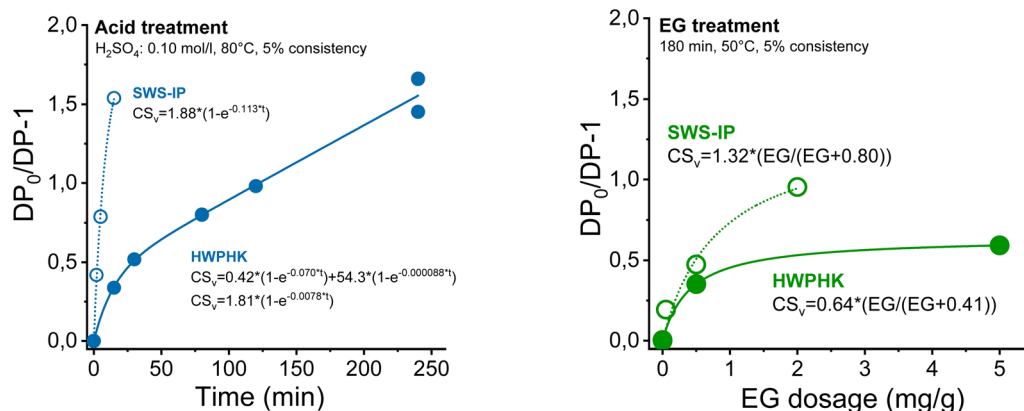 Acid treatment
H₂SO₄: 0.10 mol/l, 80°C, 5% consistency
SWS-IP
CSᵥ=1.88*(1-e^-0.113*t)
HWPHK
CSᵥ=0.42*(1-e^-0.070*t)+54.3*(1-e^-0.000088*t)
CSᵥ=1.81*(1-e^-0.0078*t)
DP₀/DP-1
2,0
1,5
1,0
0,5
0,0
0 50 100 150 200 250
Time (min)
EG treatment
180 min, 50°C, 5% consistency
SWS-IP
CSᵥ=1.32*(EG/(EG+0.80))
HWPHK
CSᵥ=0.64*(EG/(EG+0.41))
DP₀/DP-1
2,0
1,5
1,0
0,5
0,0
0 1 2 3 4 5
EG dosage (mg/g)